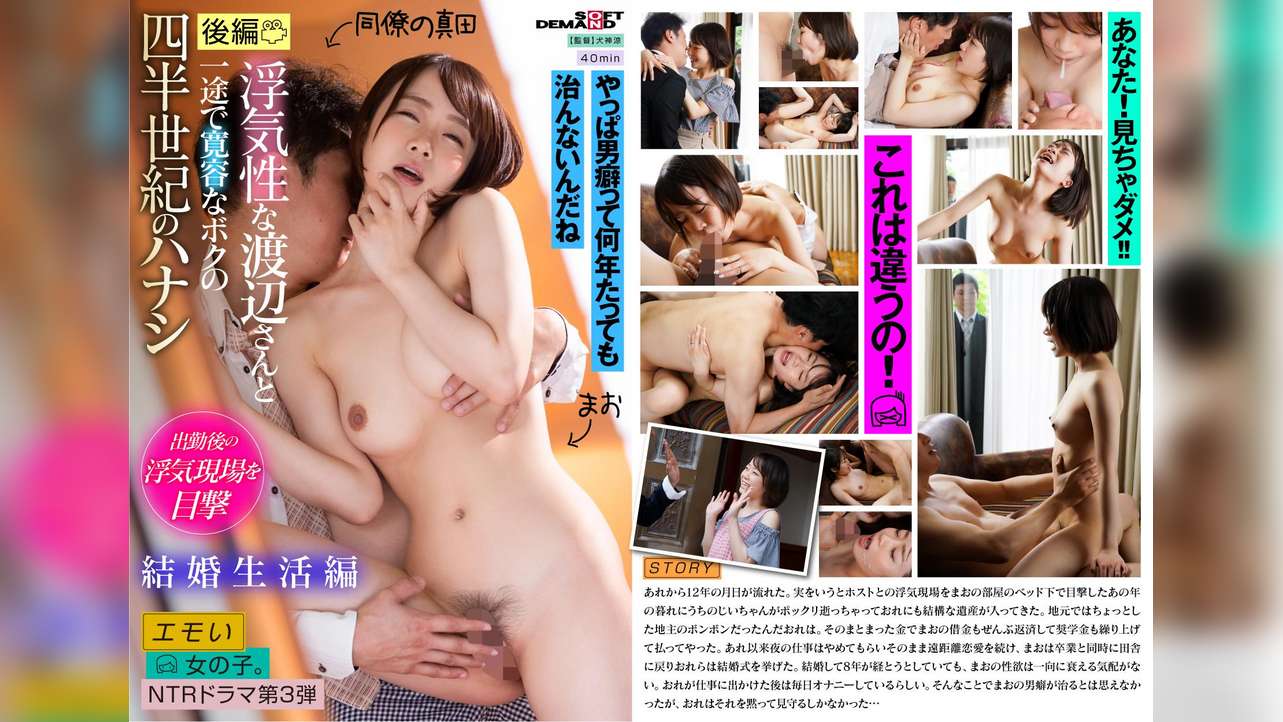 後編
四半世紀のハナシ
一途で寛容なボクの
浮気性な渡辺さんと
同僚の真田
SOFT
DEMAND
【監督】犬神涼
40min
やっぱ男癖って何年たっても
治んないんだね
まお
出勤後の
浮気現場を
目撃
結婚生活編
エモい
女の子。
NTRドラマ第3弾
あなた！見ちゃダメ!!
これは違うの！
STORY
あれから12年の月日が流れた。実をいうとホストとの浮気現場をまおの部屋のベッド下で目撃したあの年
の暮れにうちのじいちゃんがポックリ逝っちゃっておれにも結構な遺産が入ってきた。地元ではちょっとし
た地主のボンボンだったんだおれは。そのまとまった金でまおの借金もぜんぶ返済して奨学金も繰り上げ
て払ってやった。あれ以来夜の仕事はやめてもらいそのまま遠距離恋愛を続け、まおは卒業と同時に田舎
に戻りおれらは結婚式を挙げた。結婚して8年が経とうとしていても、まおの性欲は一向に衰える気配がな
い。おれが仕事に出かけた後は毎日オナニーしているらしい。そんなことでまおの男癖が治るとは思えなか
ったが、おれはそれを黙って見守るしかなかった…